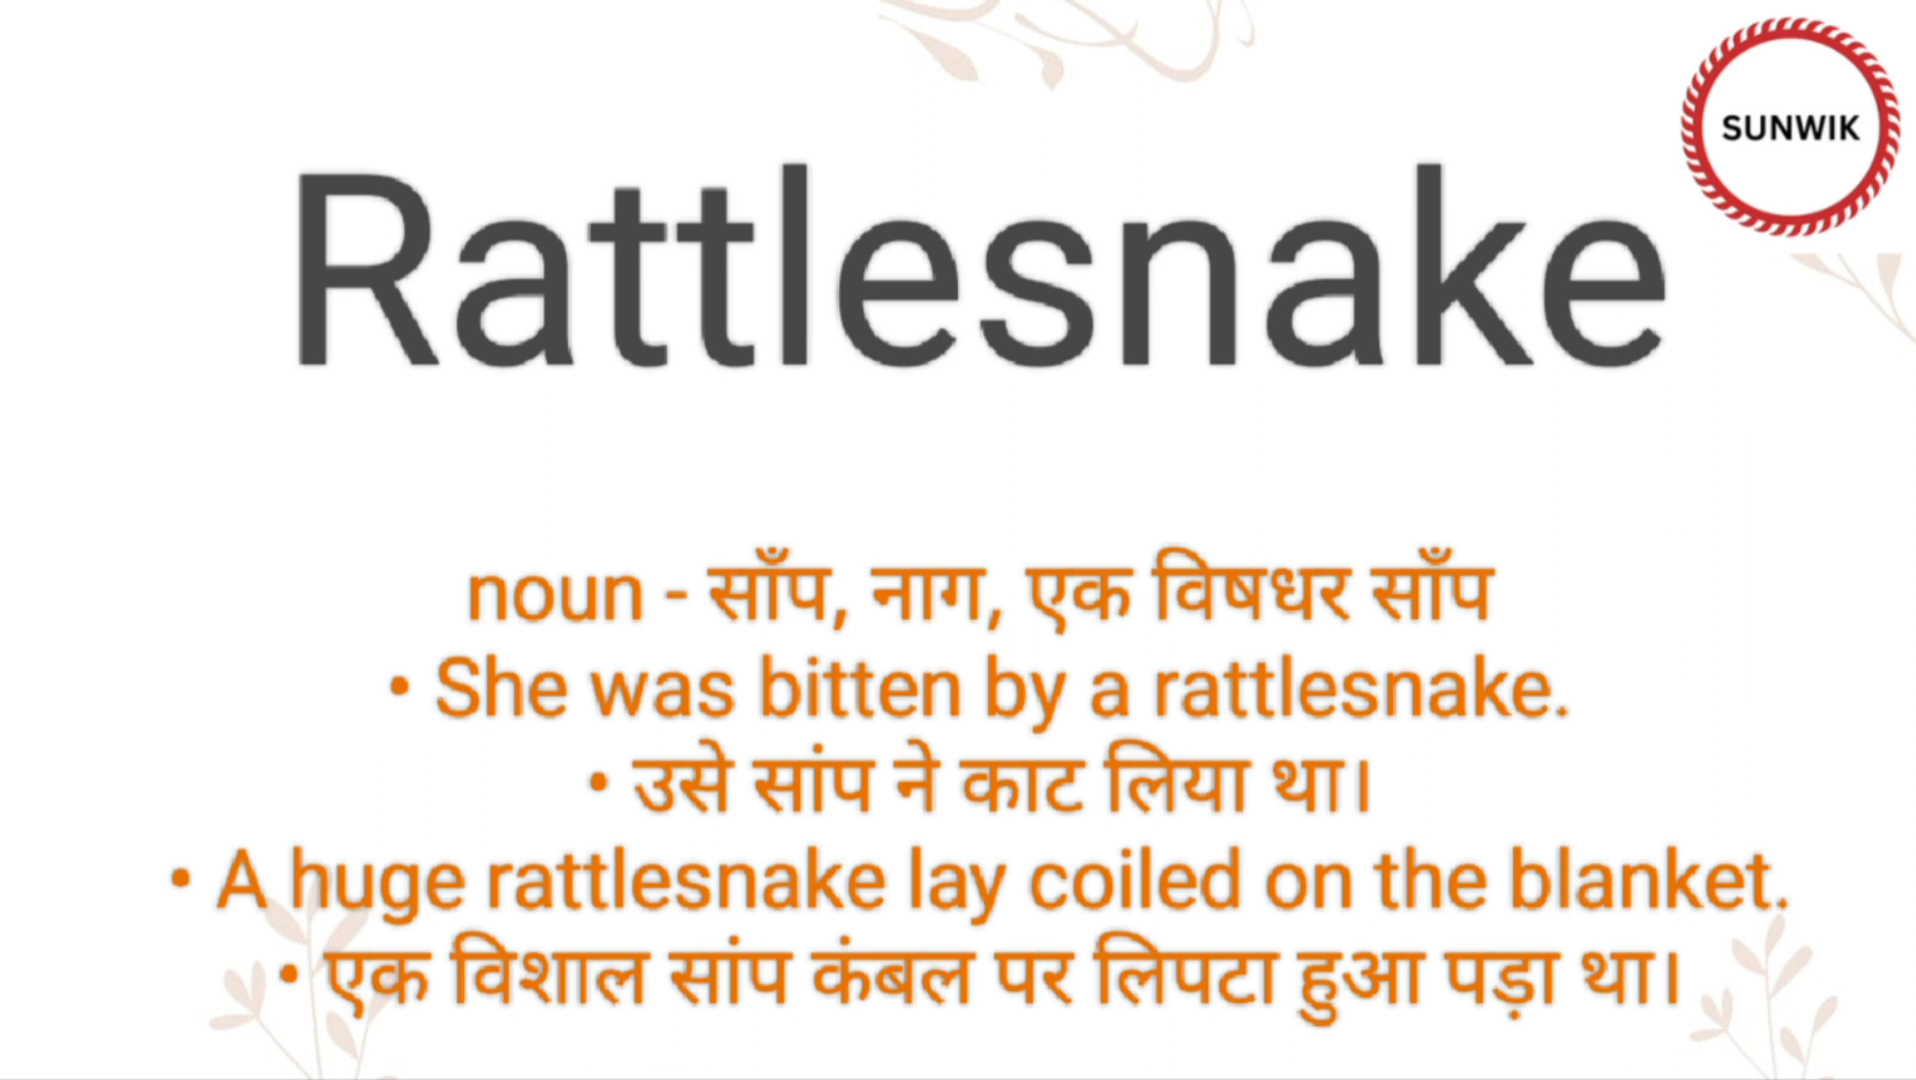 SUNWIK
Rattlesnake
noun - साँप, नाग, एक विषधर साँप
• She was bitten by a rattlesnake.
• उसे सांप ने काट लिया था।
• A huge rattlesnake lay coiled on the blanket.
• एक विशाल सांप कंबल पर लिपटा हुआ पड़ा था।